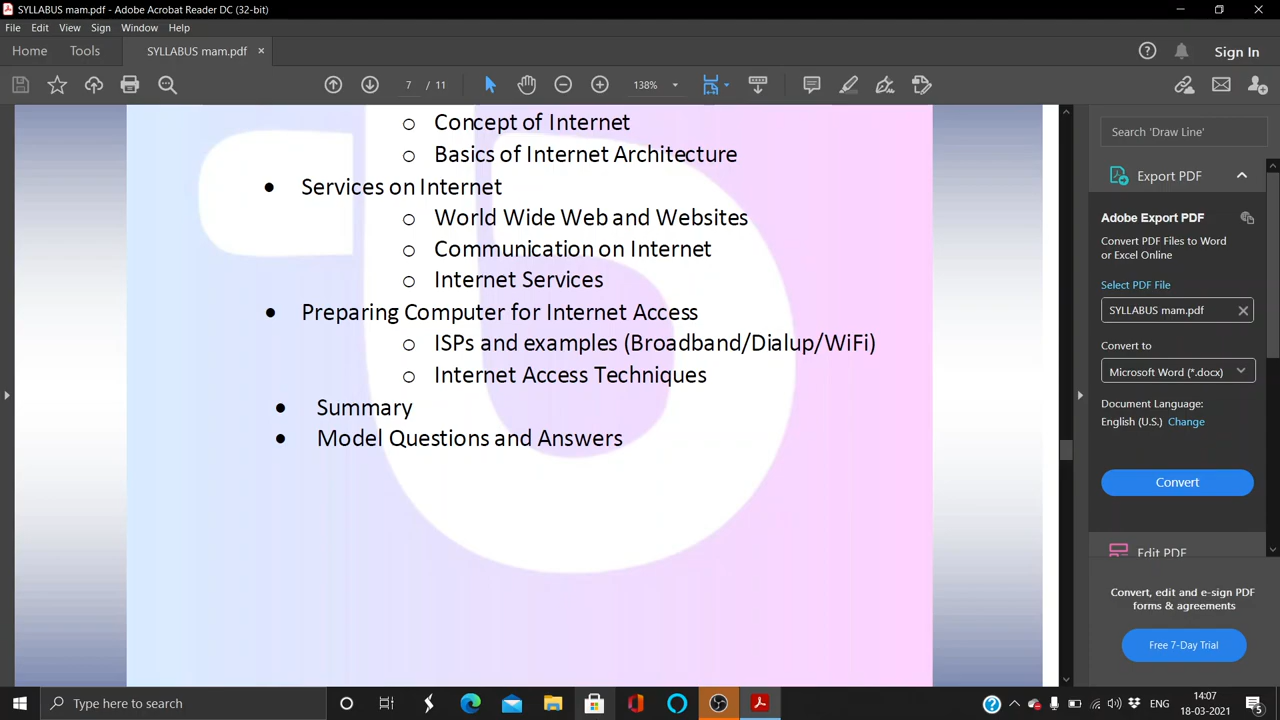 SYLLABUS mam.pdf - Adobe Acrobat Reader DC (32-bit)
File Edit View Sign Window Help
Home Tools SYLLABUS mam.pdf × Sign In
7 / 11 138%
○ Concept of Internet
○ Basics of Internet Architecture
• Services on Internet
○ World Wide Web and Websites
○ Communication on Internet
○ Internet Services
• Preparing Computer for Internet Access
○ ISPs and examples (Broadband/Dialup/WiFi)
○ Internet Access Techniques
• Summary
• Model Questions and Answers
Search 'Draw Line'
Export PDF
Adobe Export PDF
Convert PDF Files to Word
or Excel Online
Select PDF File
SYLLABUS mam.pdf
Convert to
Microsoft Word (*.docx)
Document Language:
English (U.S.) Change
Convert
Edit PDF
Convert, edit and e-sign PDF
forms & agreements
Free 7-Day Trial
Type here to search
ENG
14:07
18-03-2021
5